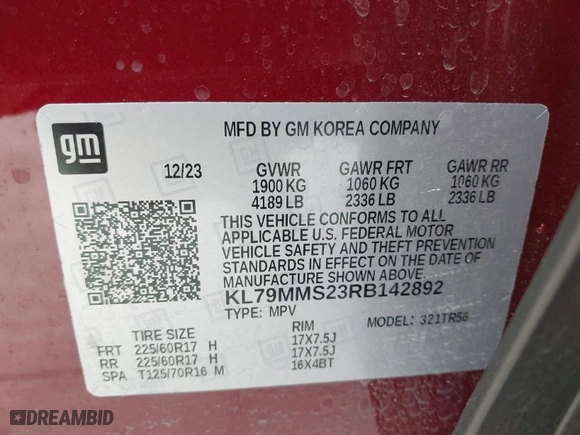 MFD BY GM KOREA COMPANY
gm
12/23 GVWR GAWR FRT GAWR RR
1900 KG 1060 KG 1060 KG
4189 LB 2336 LB 2336 LB
THIS VEHICLE CONFORMS TO ALL
APPLICABLE U.S. FEDERAL MOTOR
VEHICLE SAFETY AND THEFT PREVENTION
STANDARDS IN EFFECT ON THE DATE OF
MANUFACTURE SHOWN ABOVE.
KL79MMS23RB142892
TYPE: MPV MODEL: 321TR56
TIRE SIZE RIM
FRT 225/60R17 H 17X7.5J
RR 225/60R17 H 17X7.5J
SPA T125/70R16 M 16X4BT
DREAMBID